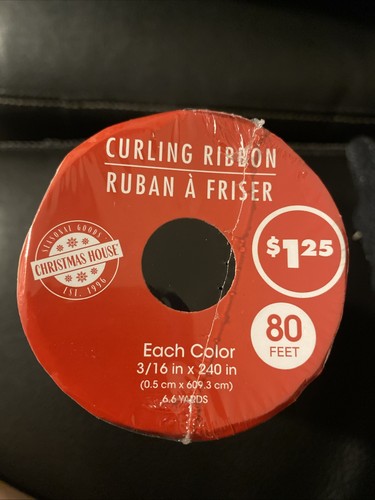 CURLING RIBBON
RUBAN À FRISER
SEASONAL GOODS
CHRISTMAS HOUSE®
EST. 1996
$1.25
80
FEET
Each Color
3/16 in x 240 in
(0.5 cm x 609.3 cm)
6.6 YARDS